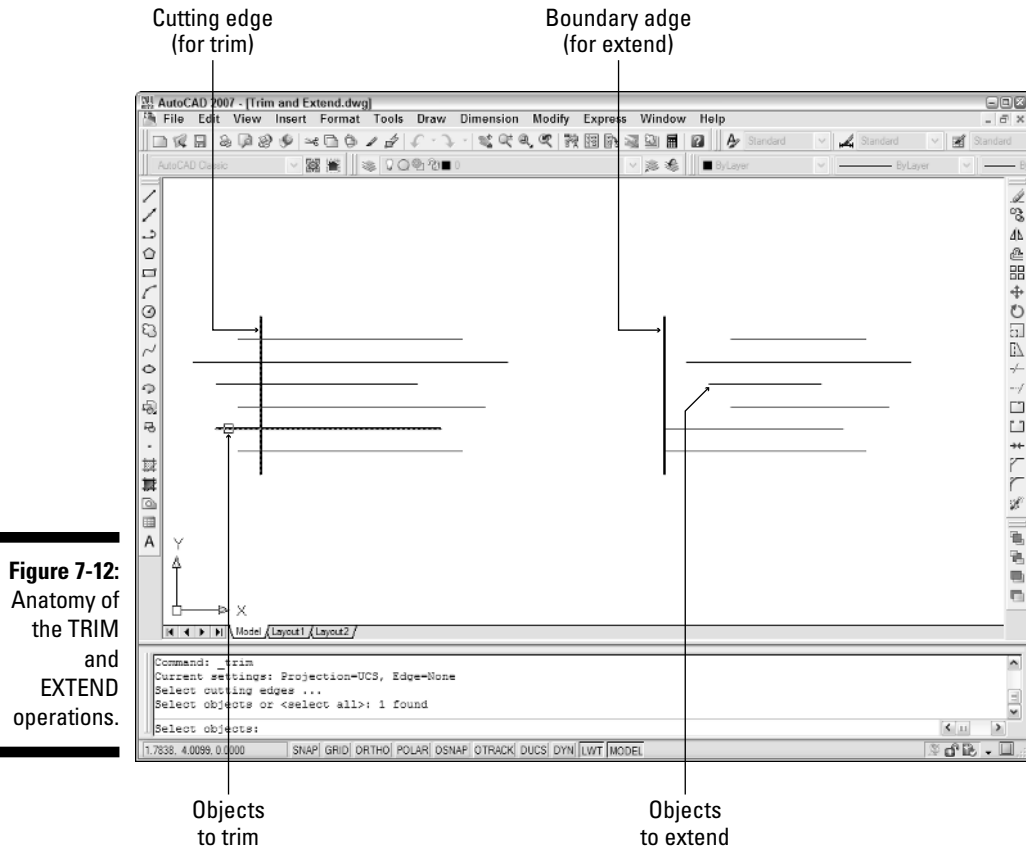 Cutting edge
(for trim)
Boundary adge
(for extend)
AutoCAD 2007 - [Trim and Extend.dwg]
File Edit View Insert Format Tools Draw Dimension Modify Express Window Help
Standard Standard Standard
AutoCAD Classic 0 ByLayer ByLayer B
A
Y
X
Model Layout1 Layout2
Command: _trim
Current settings: Projection=UCS, Edge=None
Select cutting edges ...
Select objects or <select all>: 1 found
Select objects:
1.7838, 4.0099, 0.0000 SNAP GRID ORTHO POLAR OSNAP OTRACK DUCS DYN LWT MODEL
Figure 7-12:
Anatomy of
the TRIM
and
EXTEND
operations.
Objects
to trim
Objects
to extend